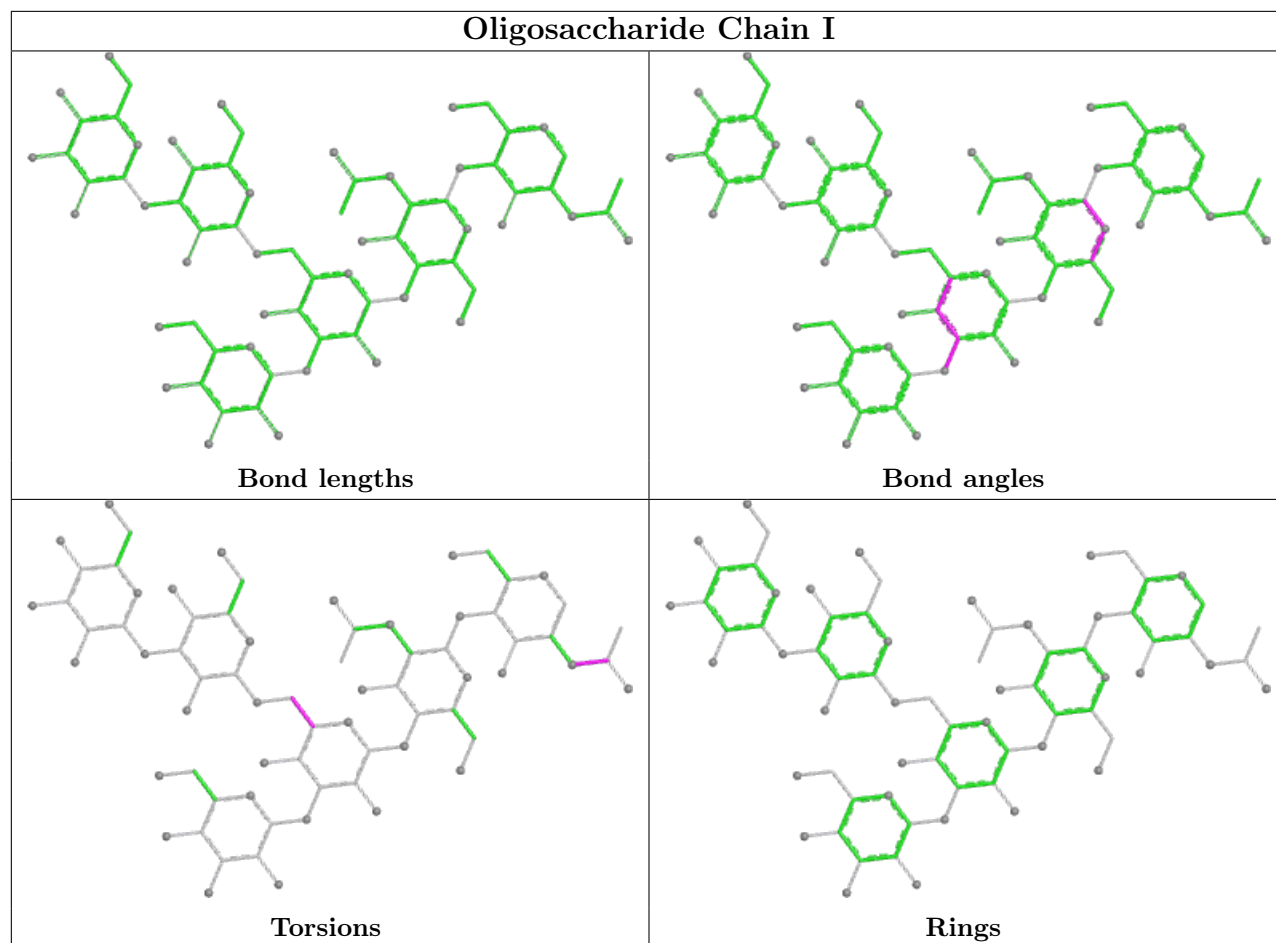 Oligosaccharide Chain I
Bond lengths
Bond angles
Torsions
Rings